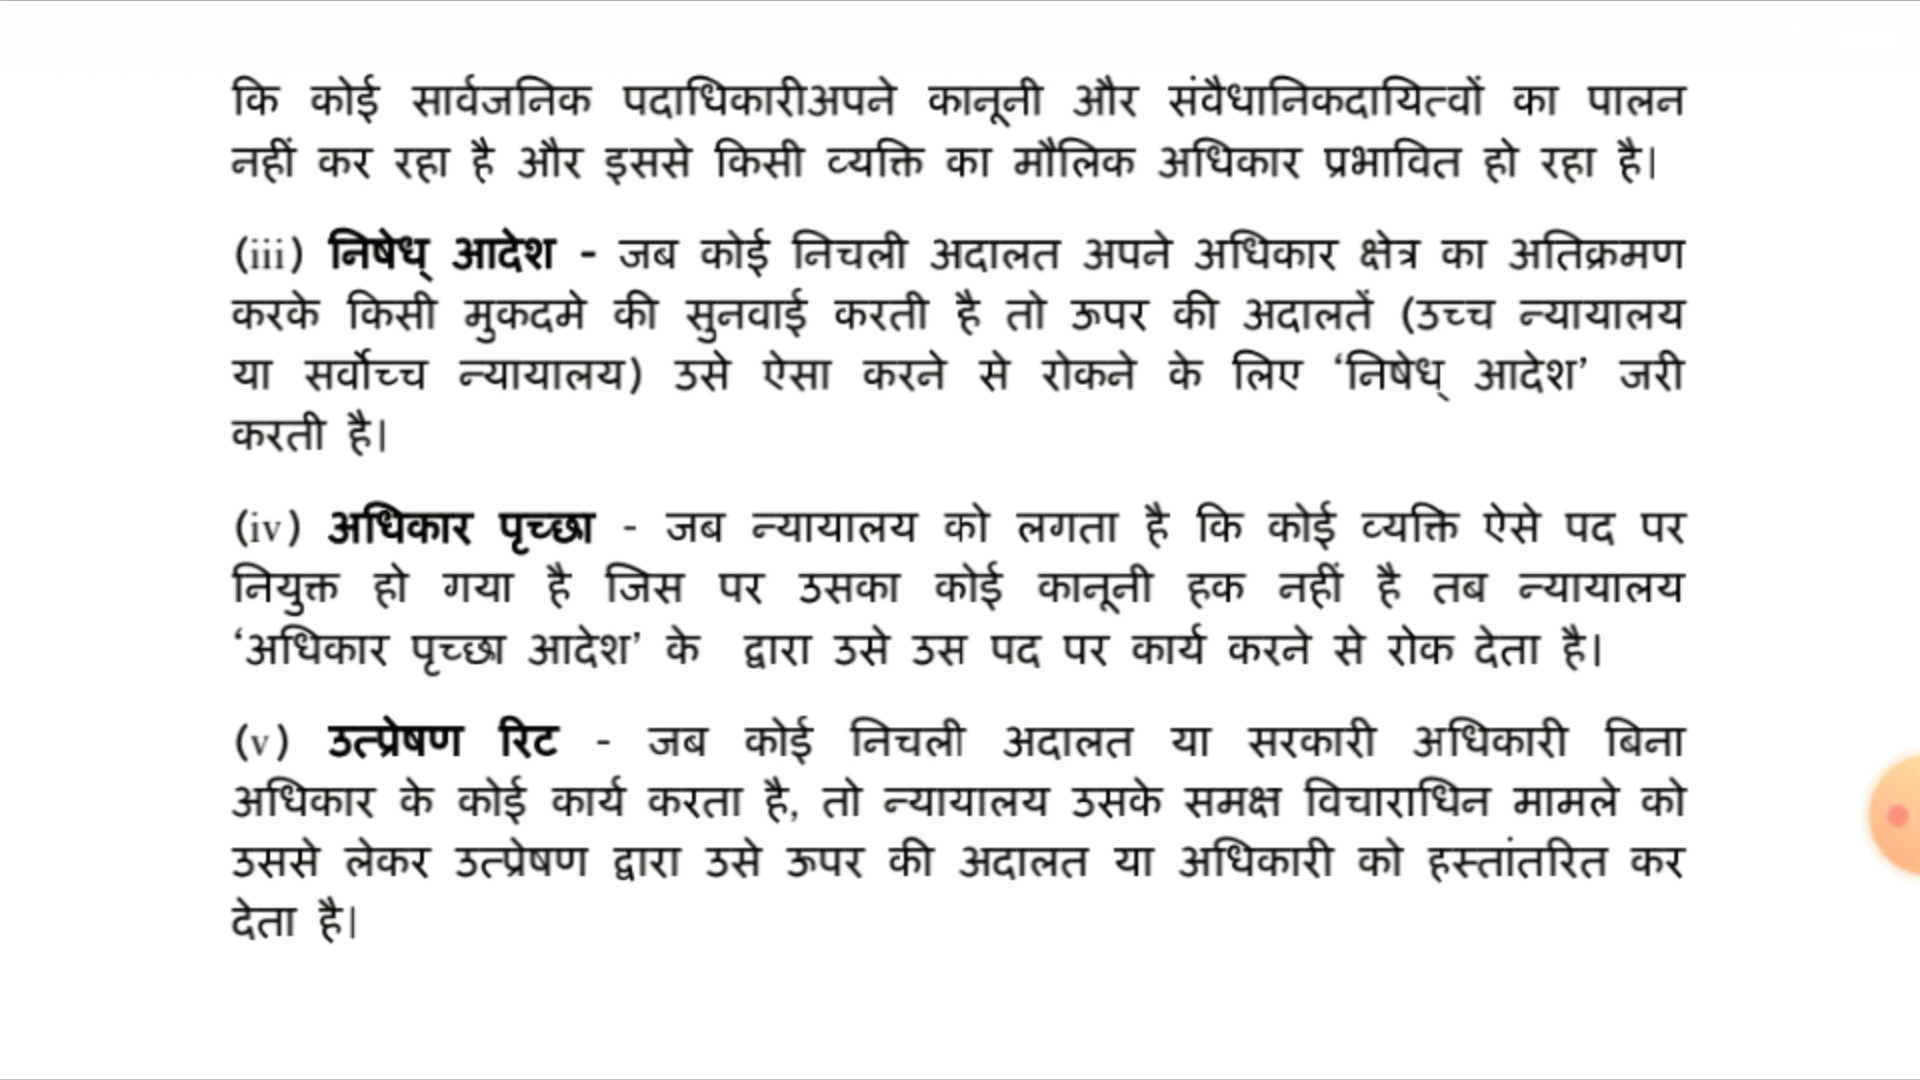 कि कोई सार्वजनिक पदाधिकारीअपने कानूनी और संवैधानिकदायित्वों का पालन
नहीं कर रहा है और इससे किसी व्यक्ति का मौलिक अधिकार प्रभावित हो रहा है।
(iii) निषेध् आदेश - जब कोई निचली अदालत अपने अधिकार क्षेत्र का अतिक्रमण
करके किसी मुकदमे की सुनवाई करती है तो ऊपर की अदालतें (उच्च न्यायालय
या सर्वोच्च न्यायालय) उसे ऐसा करने से रोकने के लिए ‘निषेध् आदेश’ जरी
करती है।
(iv) अधिकार पृच्छा - जब न्यायालय को लगता है कि कोई व्यक्ति ऐसे पद पर
नियुक्त हो गया है जिस पर उसका कोई कानूनी हक नहीं है तब न्यायालय
‘अधिकार पृच्छा आदेश’ के द्वारा उसे उस पद पर कार्य करने से रोक देता है।
(v) उत्प्रेषण रिट - जब कोई निचली अदालत या सरकारी अधिकारी बिना
अधिकार के कोई कार्य करता है, तो न्यायालय उसके समक्ष विचाराधिन मामले को
उससे लेकर उत्प्रेषण द्वारा उसे ऊपर की अदालत या अधिकारी को हस्तांतरित कर
देता है।